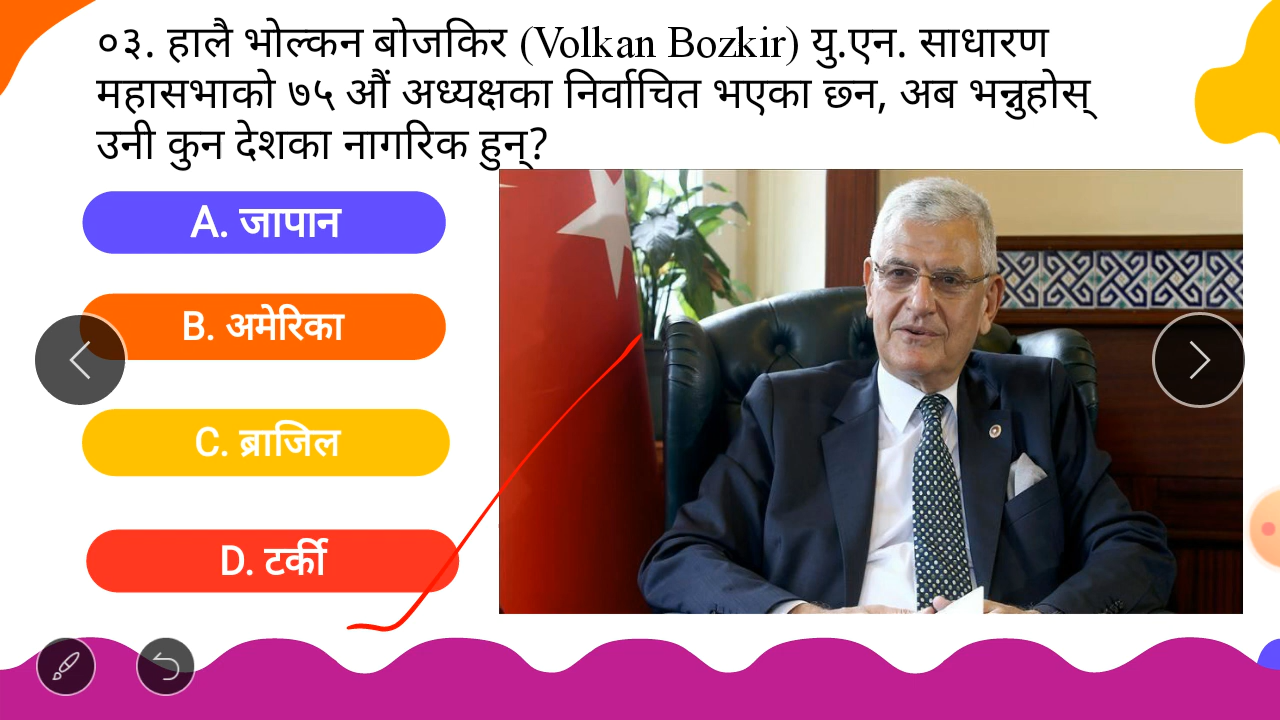 ०३. हालै भोल्कन बोजकिर (Volkan Bozkir) यु.एन. साधारण
महासभाको ७५ औं अध्यक्षका निर्वाचित भएका छन, अब भन्नुहोस्
उनी कुन देशका नागरिक हुन्?
A. जापान
B. अमेरिका
C. ब्राजिल
D. टर्की